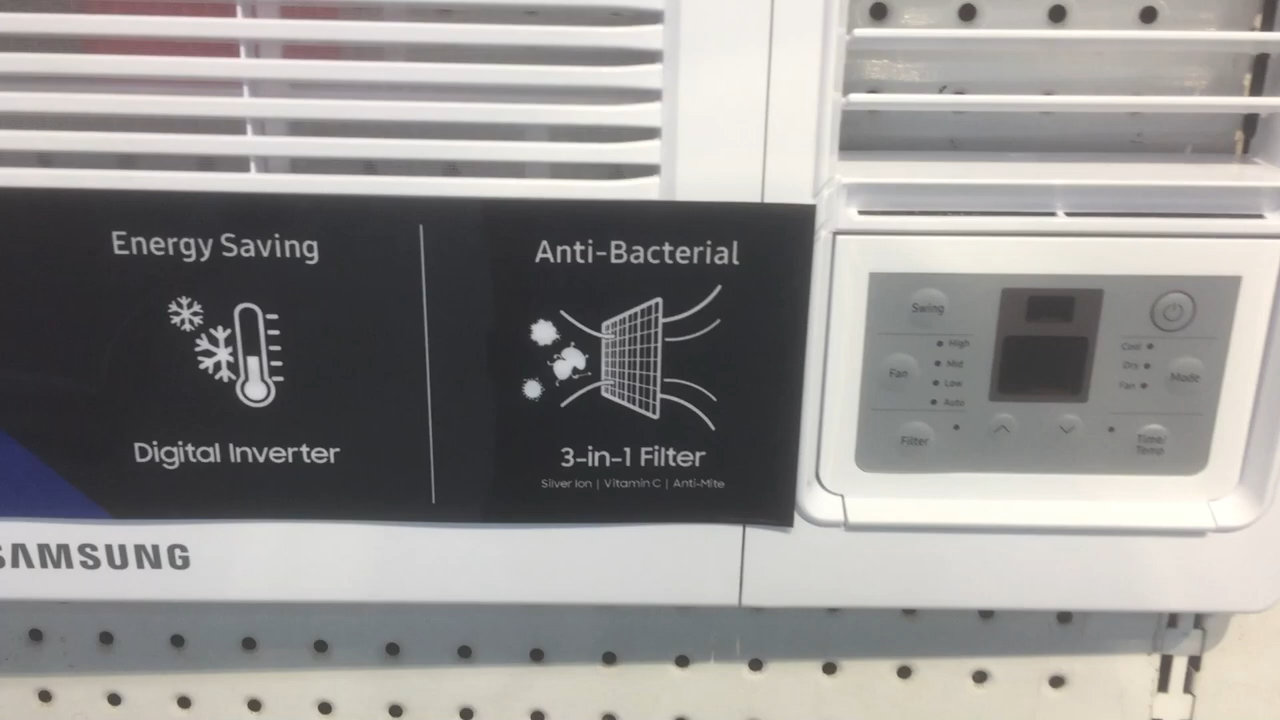 Energy Saving
Digital Inverter
Anti-Bacterial
3-in-1 Filter
Silver Ion | Vitamin C | Anti-Mite
SAMSUNG
Swing
Fan
High
Mid
Low
Auto
Filter
Cool
Dry
Fan
Mode
Time/
Temp